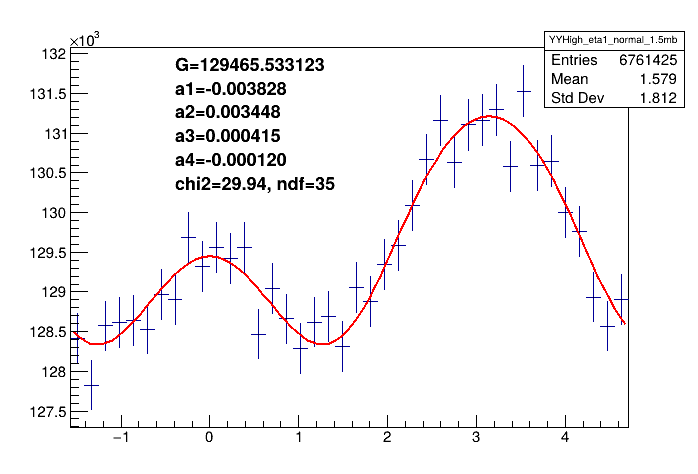 ×10³
YYHigh_eta1_normal_1.5mb
Entries 6761425
Mean 1.579
Std Dev 1.812
G=129465.533123
a1=-0.003828
a2=0.003448
a3=0.000415
a4=-0.000120
chi2=29.94, ndf=35
132
131.5
131
130.5
130
129.5
129
128.5
128
127.5
−1 0 1 2 3 4